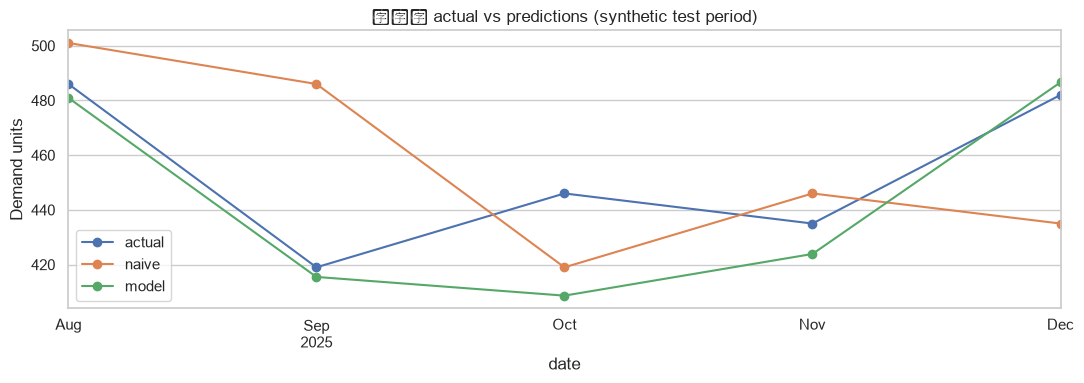 actual vs predictions (synthetic test period)
Demand units
500
480
460
440
420
actual
naive
model
Aug
Sep
2025
Oct
Nov
Dec
date